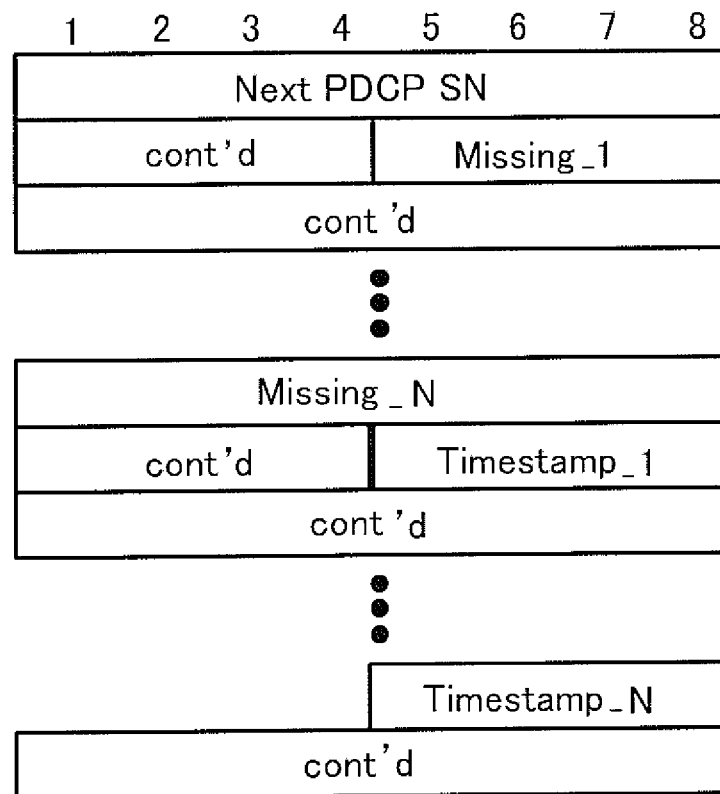 1 2 3 4 5 6 7 8
Next PDCP SN
cont'd Missing_1
cont'd
Missing_N
cont'd Timestamp_1
cont'd
Timestamp_N
cont'd